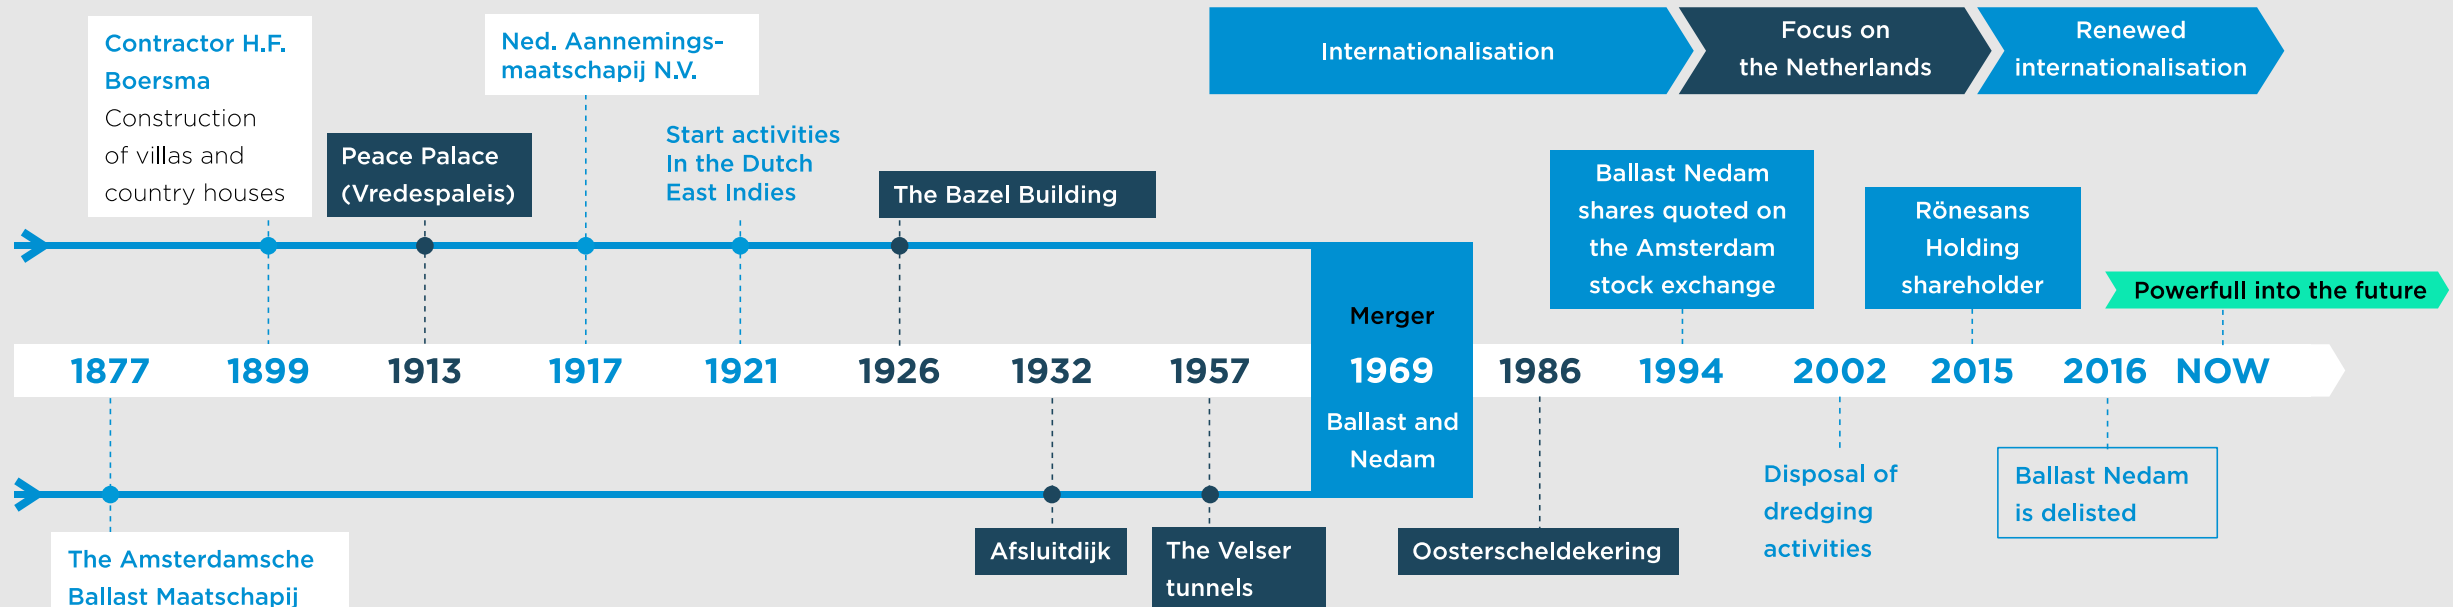 Contractor H.F.
Boersma
Construction
of villas and
country houses
Peace Palace
(Vredespaleis)
Ned. Aannemings-
maatschapij N.V.
Start activities
In the Dutch
East Indies
The Bazel Building
Internationalisation
Focus on
the Netherlands
Renewed
internationalisation
Ballast Nedam
shares quoted on
the Amsterdam
stock exchange
Rönesans
Holding
shareholder
Powerfull into the future
Merger
1877 1899 1913 1917 1921 1926 1932 1957 1969 1986 1994 2002 2015 2016 NOW
Ballast and
Nedam
The Amsterdamsche
Ballast Maatschapij
Afsluitdijk
The Velser
tunnels
Oosterscheldekering
Disposal of
dredging
activities
Ballast Nedam
is delisted